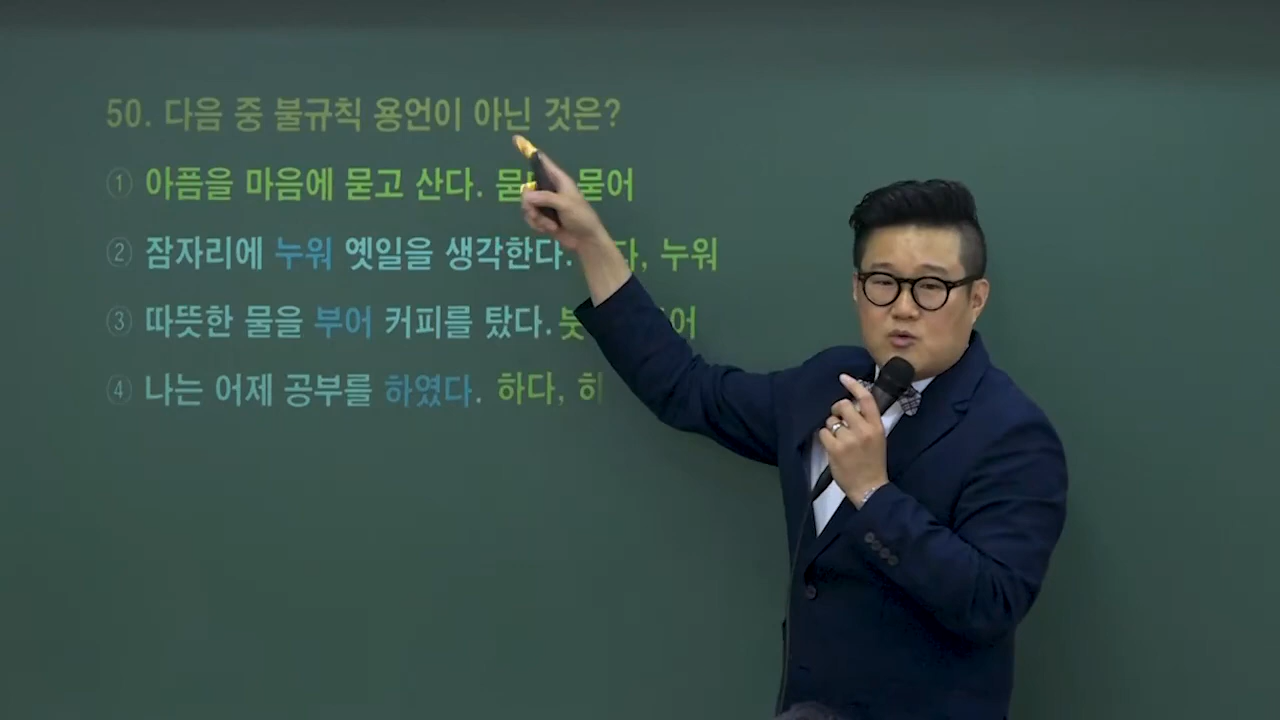 50. 다음 중 불규칙 용언이 아닌 것은?
① 아픔을 마음에 묻고 산다. 묻어
② 잠자리에 누워 옛일을 생각한다. 다, 누워
③ 따뜻한 물을 부어 커피를 탔다.
④ 나는 어제 공부를 하였다. 하다,